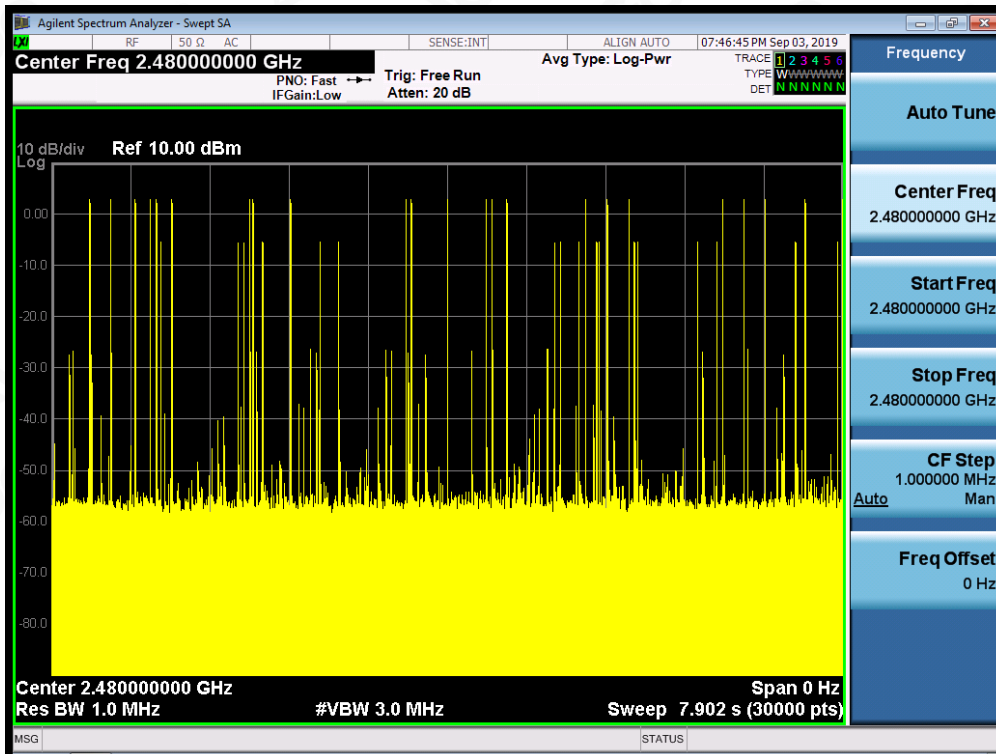 Agilent Spectrum Analyzer - Swept SA
LXI RF 50 Ω AC SENSE:INT ALIGN AUTO 07:46:45 PM Sep 03, 2019
Center Freq 2.480000000 GHz
PNO: Fast
IFGain:Low
Trig: Free Run
Atten: 20 dB
Avg Type: Log-Pwr
TRACE 1 2 3 4 5 6
TYPE WWWWWW
DET N N N N N N
10 dB/div Ref 10.00 dBm
Log
0.00
-10.0
-20.0
-30.0
-40.0
-50.0
-60.0
-70.0
-80.0
Center 2.480000000 GHz Span 0 Hz
Res BW 1.0 MHz #VBW 3.0 MHz Sweep 7.902 s (30000 pts)
MSG STATUS
Frequency
Auto Tune
Center Freq
2.480000000 GHz
Start Freq
2.480000000 GHz
Stop Freq
2.480000000 GHz
CF Step
1.000000 MHz
Auto Man
Freq Offset
0 Hz